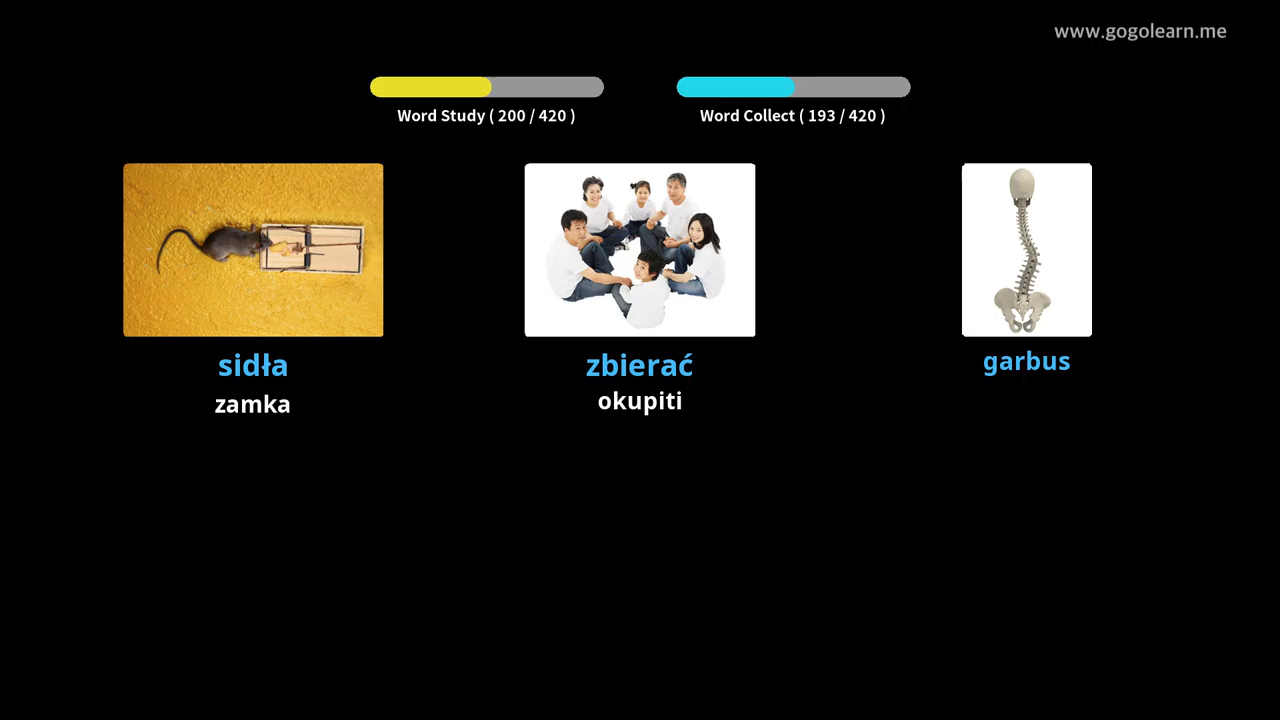 www.gogolearn.me
Word Study ( 200 / 420 )
Word Collect ( 193 / 420 )
sidła
zamka
zbierać
okupiti
garbus